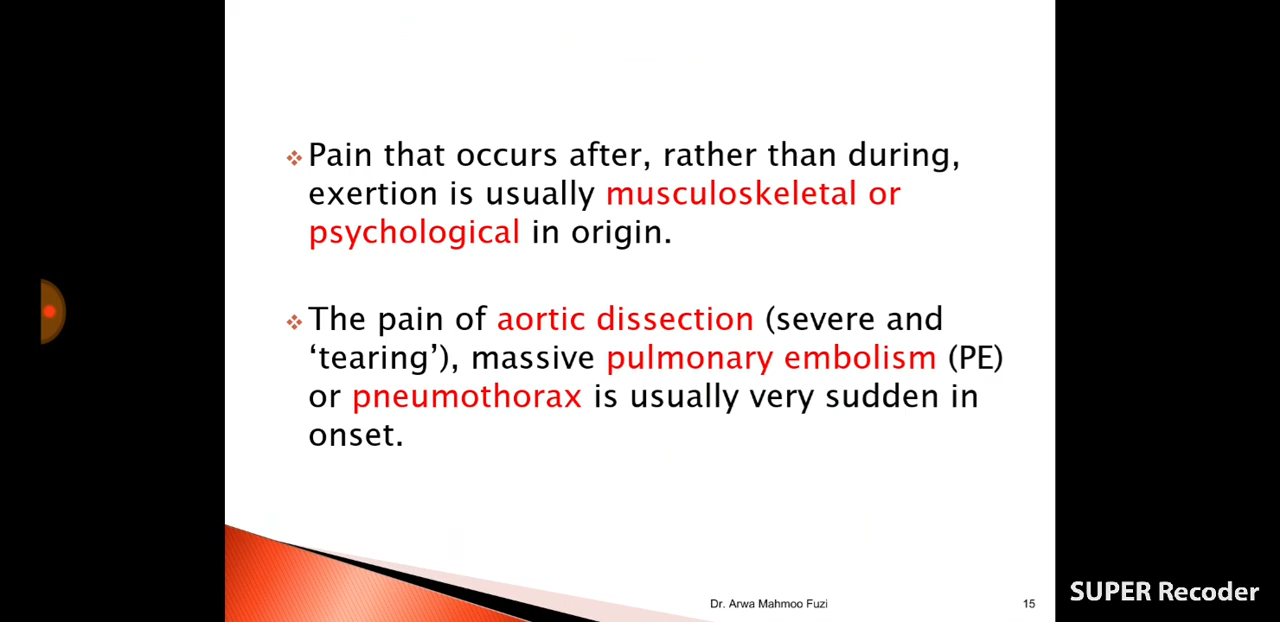 Pain that occurs after, rather than during,
exertion is usually musculoskeletal or
psychological in origin.
The pain of aortic dissection (severe and
‘tearing’), massive pulmonary embolism (PE)
or pneumothorax is usually very sudden in
onset.
Dr. Arwa Mahmoo Fuzi
15
SUPER Recoder